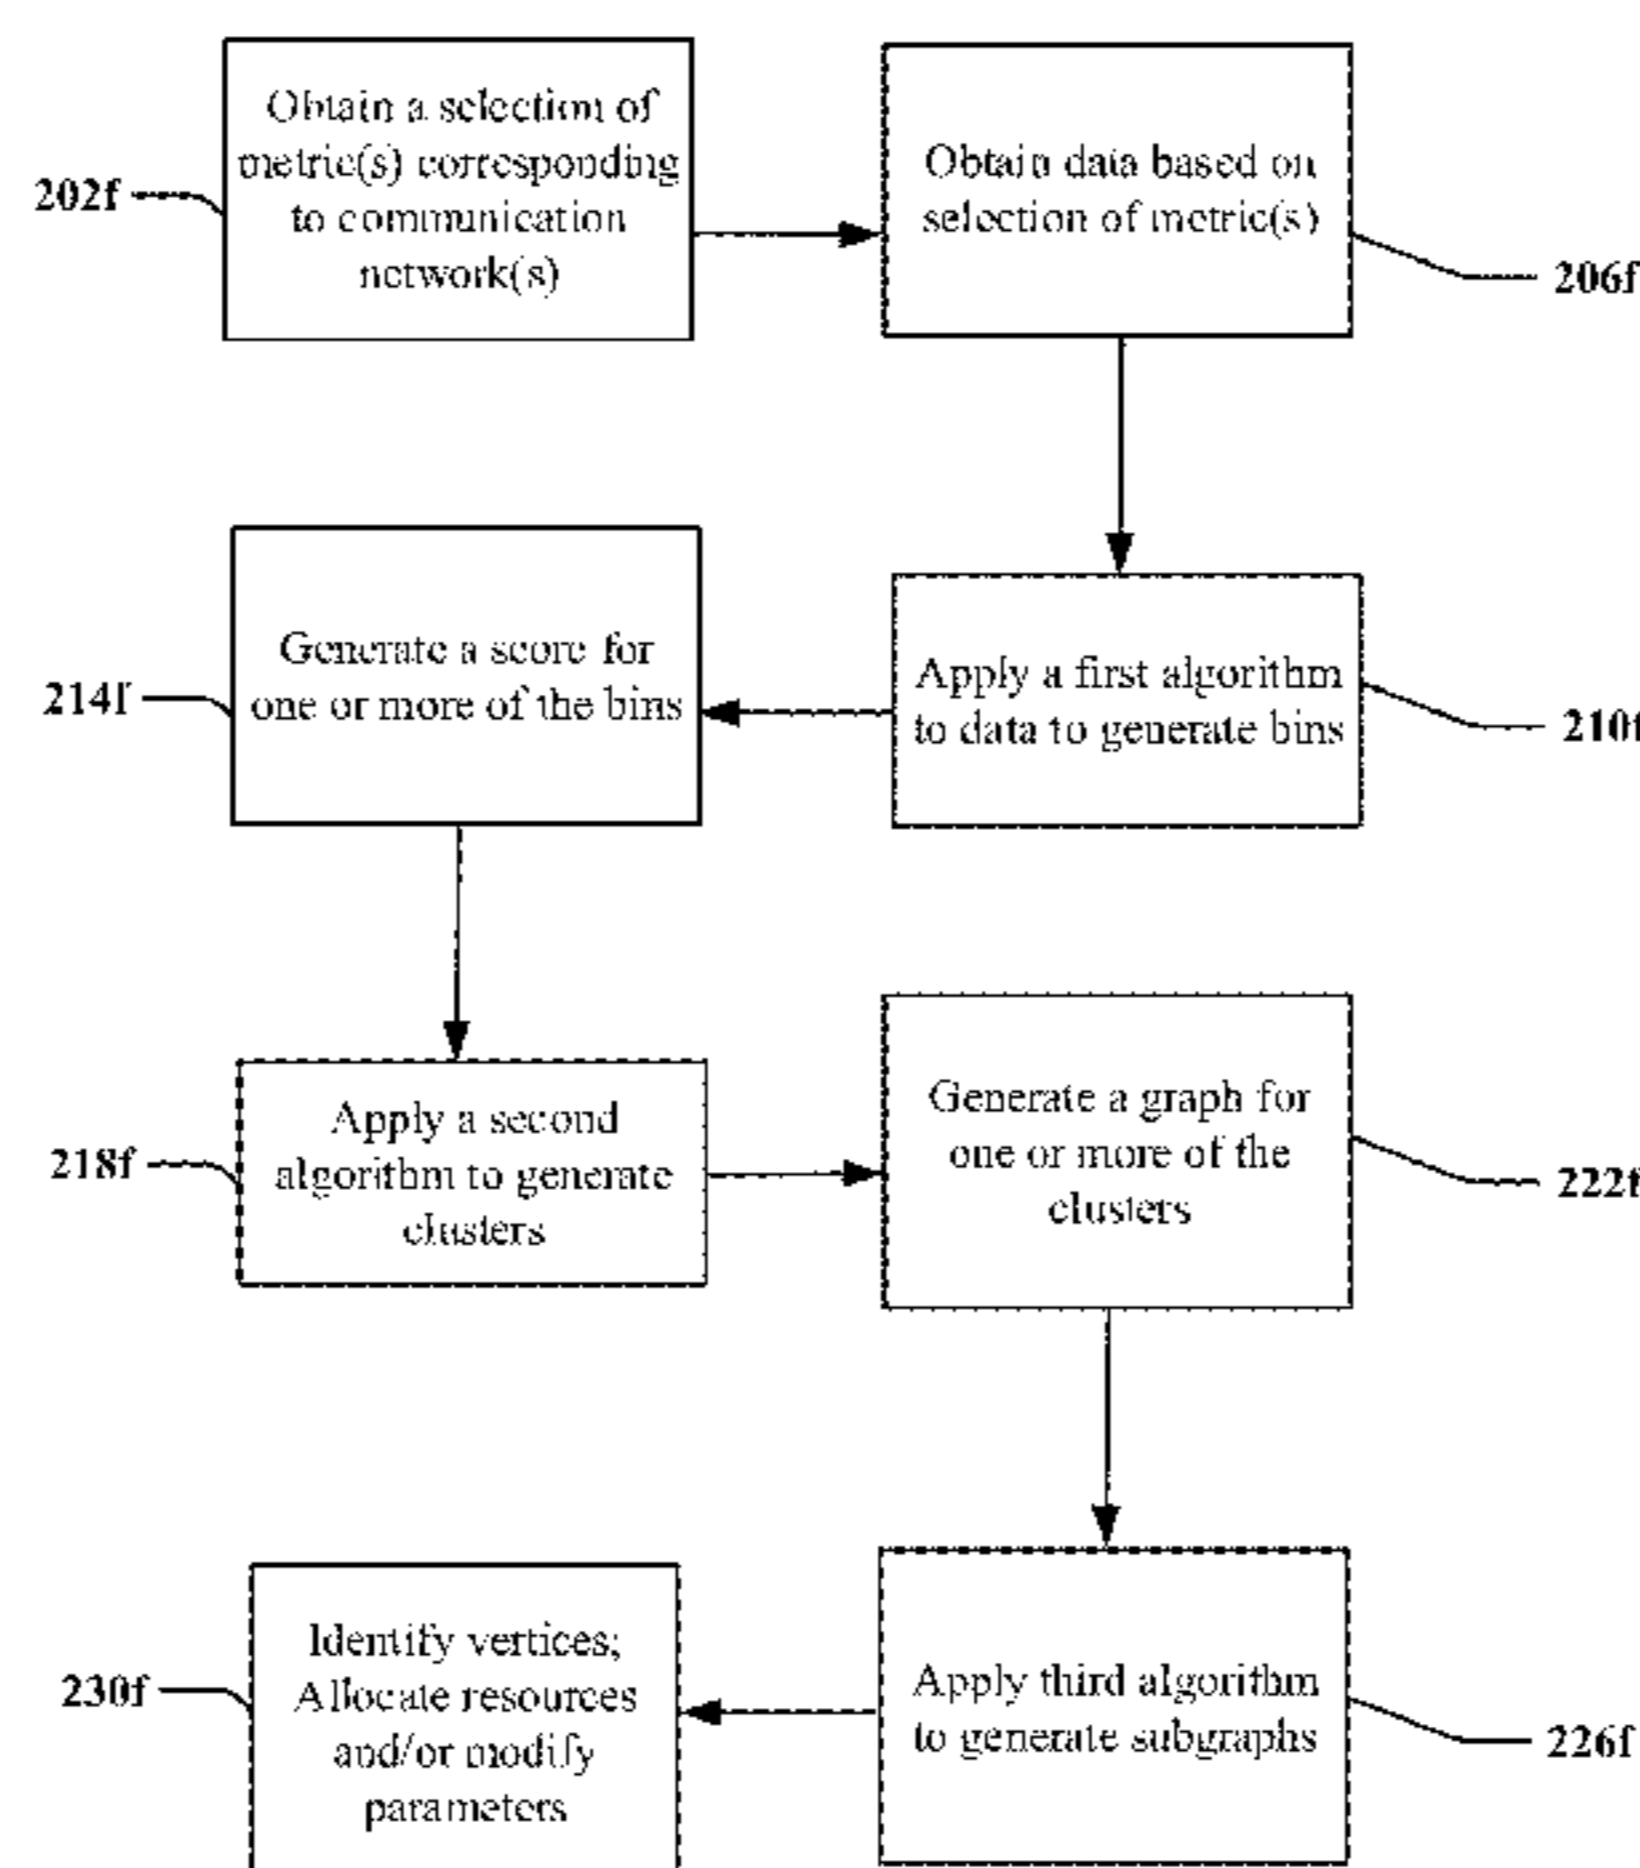 Obtain a selection of
metric(s) corresponding
to communication
network(s)
202f
Obtain data based on
selection of metric(s)
206f
Apply a first algorithm
to data to generate bins
210f
Generate a score for
one or more of the bins
214f
Apply a second
algorithm to generate
clusters
218f
Generate a graph for
one or more of the
clusters
222f
Apply third algorithm
to generate subgraphs
226f
Identify vertices;
Allocate resources
and/or modify
parameters
230f